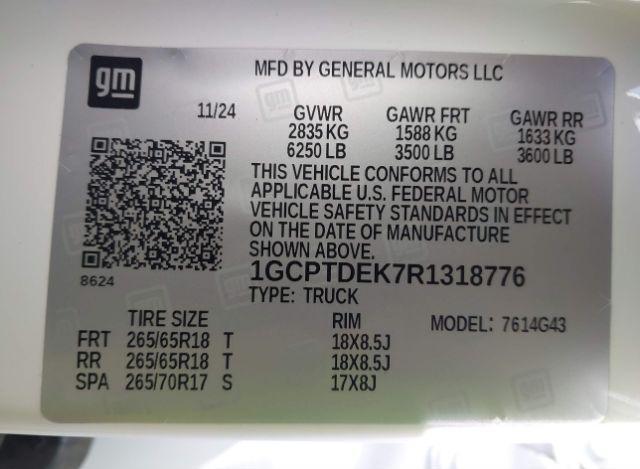 gm
MFD BY GENERAL MOTORS LLC
11/24 GVWR GAWR FRT GAWR RR
2835 KG 1588 KG 1633 KG
6250 LB 3500 LB 3600 LB
THIS VEHICLE CONFORMS TO ALL
APPLICABLE U.S. FEDERAL MOTOR
VEHICLE SAFETY STANDARDS IN EFFECT
ON THE DATE OF MANUFACTURE
SHOWN ABOVE.
8624
1GCPTDEK7R1318776
TYPE: TRUCK
TIRE SIZE RIM MODEL: 7614G43
FRT 265/65R18 T 18X8.5J
RR 265/65R18 T 18X8.5J
SPA 265/70R17 S 17X8J